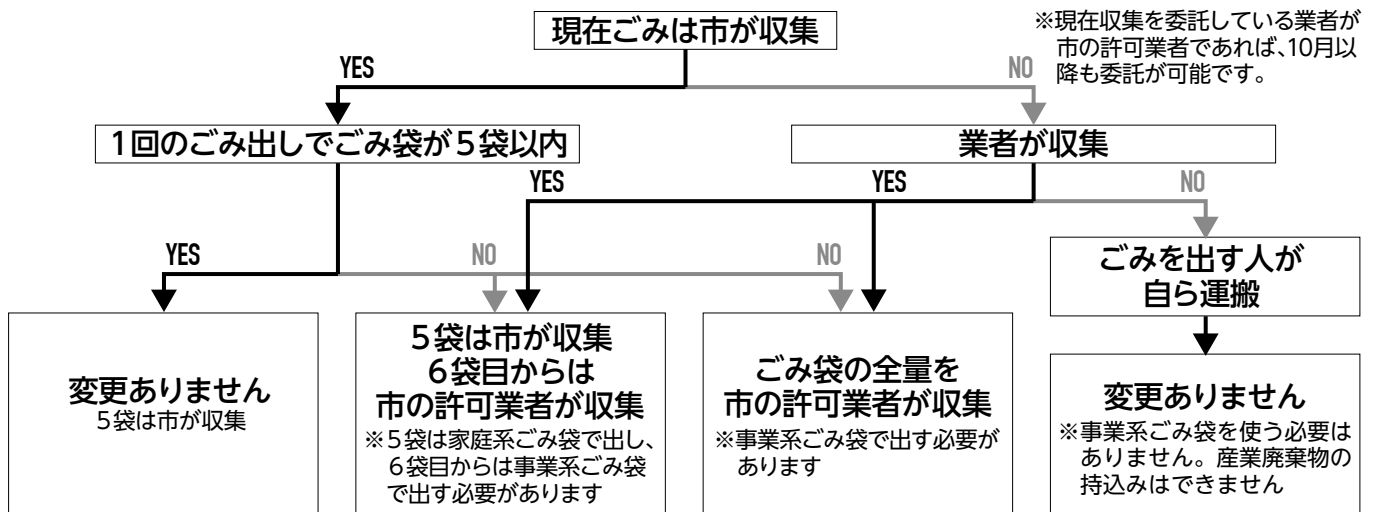 現在ごみは市が収集
※現在収集を委託している業者が
市の許可業者であれば、10月以
降も委託が可能です。
YES
NO
1回のごみ出しでごみ袋が5袋以内
業者が収集
YES
YES
NO
YES
NO
NO
ごみを出す人が
自ら運搬
変更ありません
5袋は市が収集
5袋は市が収集
6袋目からは
市の許可業者が収集
※5袋は家庭系ごみ袋で出し、
6袋目からは事業系ごみ袋
で出す必要があります
ごみ袋の全量を
市の許可業者が収集
※事業系ごみ袋で出す必要が
あります
変更ありません
※事業系ごみ袋を使う必要は
ありません。産業廃棄物の
持込みはできません